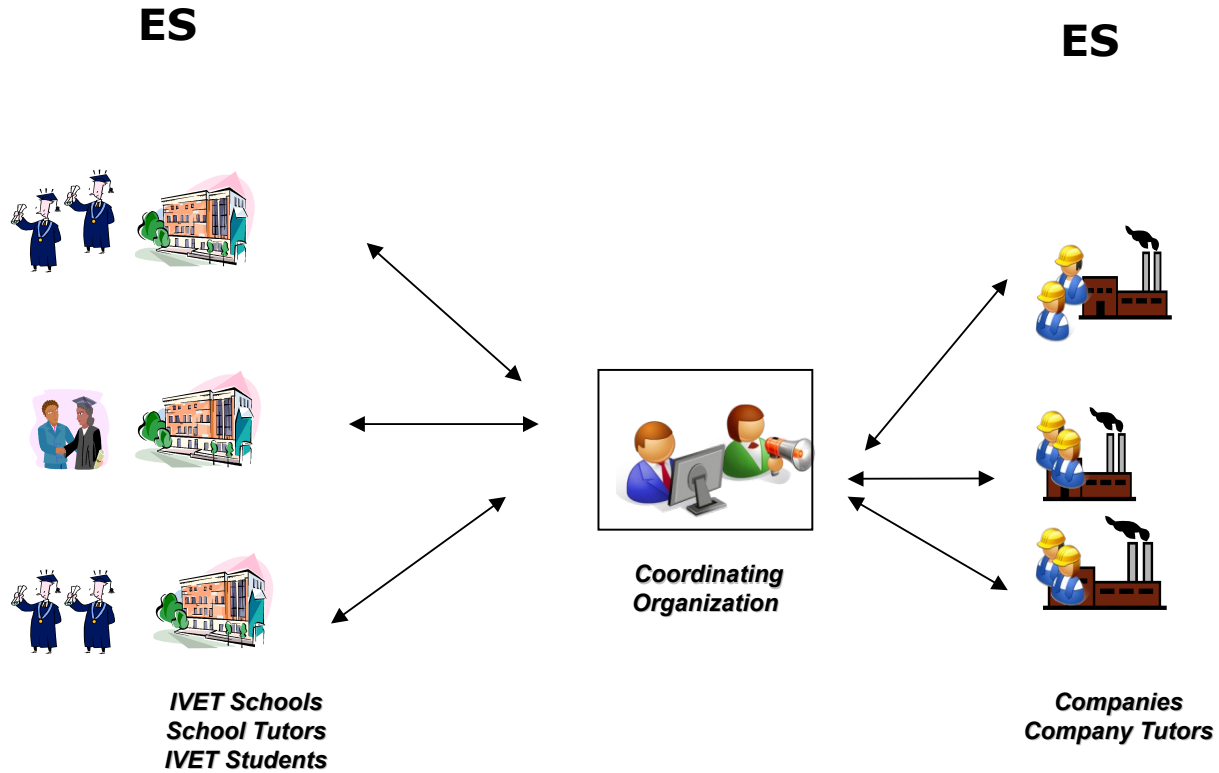 ES
ES
Coordinating
Organization
IVET Schools
School Tutors
IVET Students
Companies
Company Tutors